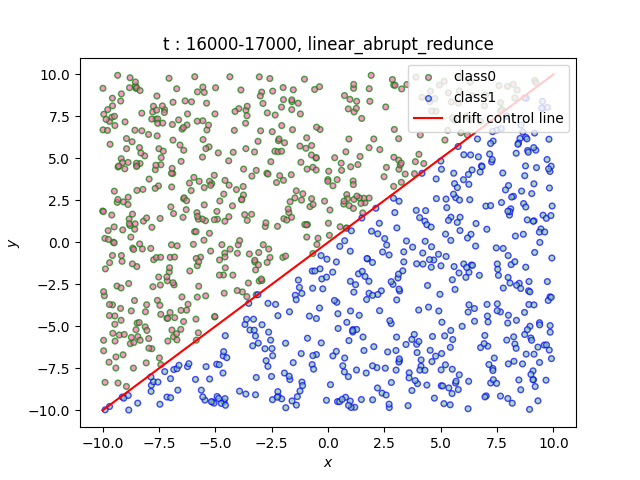 t : 16000-17000, linear_abrupt_redunce
class0
class1
drift control line
10.0
7.5
5.0
2.5
0.0
−2.5
−5.0
−7.5
−10.0
y
−10.0 −7.5 −5.0 −2.5 0.0 2.5 5.0 7.5 10.0
x